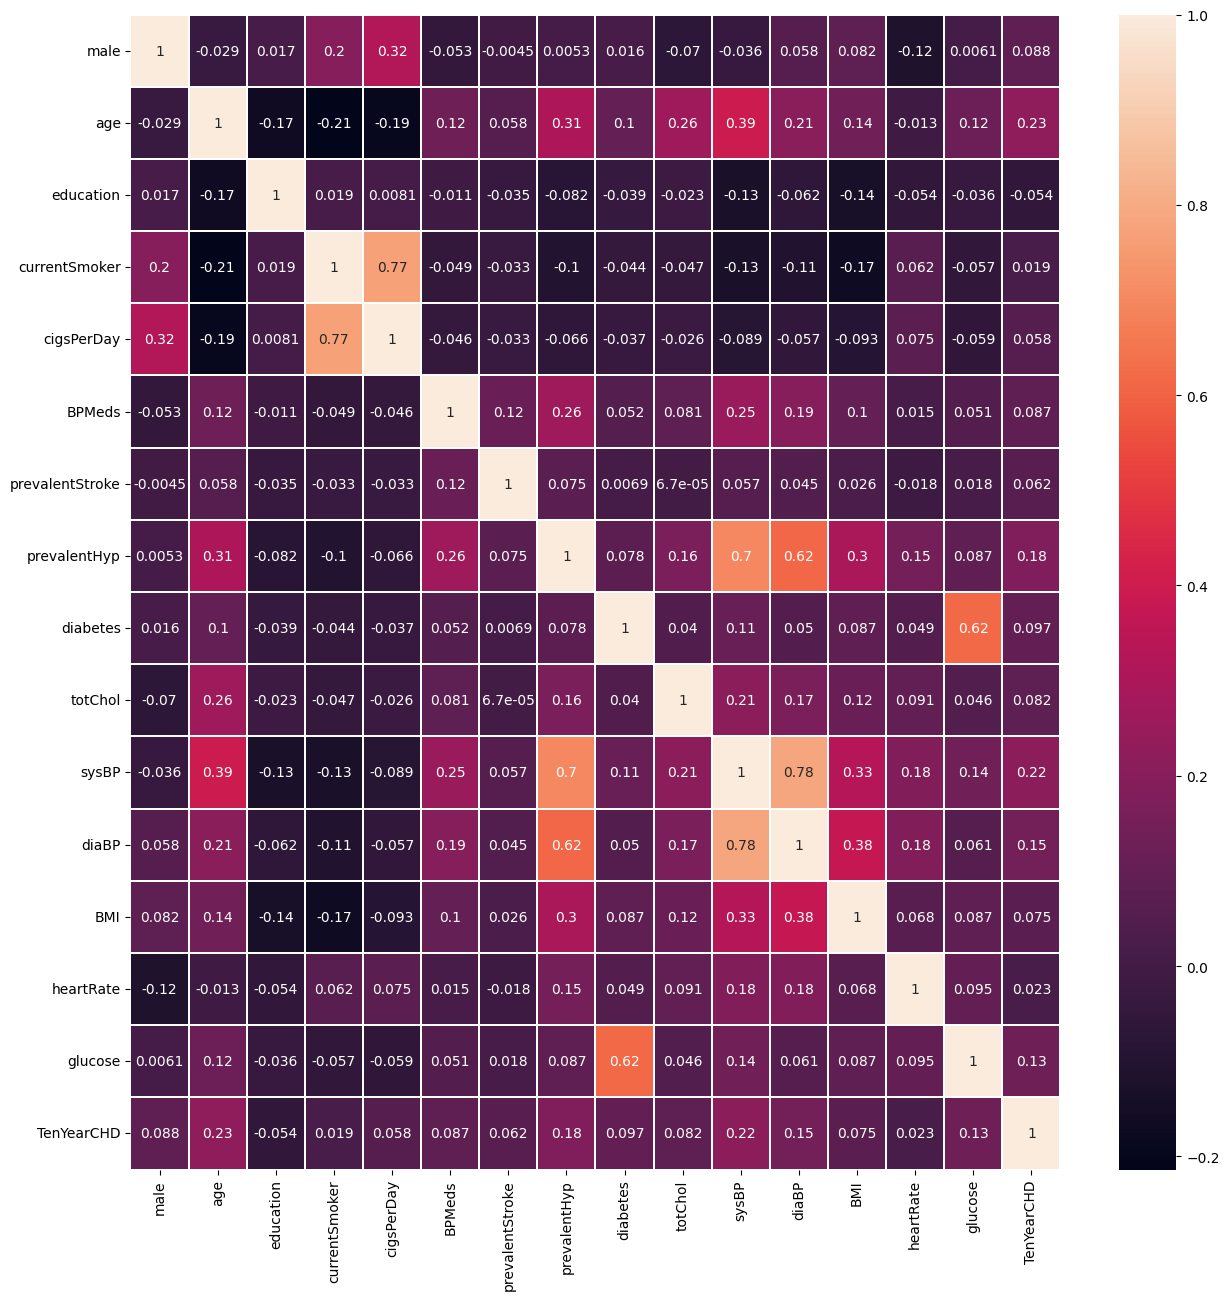 male 1 -0.029 0.017 0.2 0.32 -0.053 -0.0045 0.0053 0.016 -0.07 -0.036 0.058 0.082 -0.12 0.0061 0.088
age -0.029 1 -0.17 -0.21 -0.19 0.12 0.058 0.31 0.1 0.26 0.39 0.21 0.14 -0.013 0.12 0.23
education 0.017 -0.17 1 0.019 0.0081 -0.011 -0.035 -0.082 -0.039 -0.023 -0.13 -0.062 -0.14 -0.054 -0.036 -0.054
currentSmoker 0.2 -0.21 0.019 1 0.77 -0.049 -0.033 -0.1 -0.044 -0.047 -0.13 -0.11 -0.17 0.062 -0.057 0.019
cigsPerDay 0.32 -0.19 0.0081 0.77 1 -0.046 -0.033 -0.066 -0.037 -0.026 -0.089 -0.057 -0.093 0.075 -0.059 0.058
BPMeds -0.053 0.12 -0.011 -0.049 -0.046 1 0.12 0.26 0.052 0.081 0.25 0.19 0.1 0.015 0.051 0.087
prevalentStroke -0.0045 0.058 -0.035 -0.033 -0.033 0.12 1 0.075 0.0069 6.7e-05 0.057 0.045 0.026 -0.018 0.018 0.062
prevalentHyp 0.0053 0.31 -0.082 -0.1 -0.066 0.26 0.075 1 0.078 0.16 0.7 0.62 0.3 0.15 0.087 0.18
diabetes 0.016 0.1 -0.039 -0.044 -0.037 0.052 0.0069 0.078 1 0.04 0.11 0.05 0.087 0.049 0.62 0.097
totChol -0.07 0.26 -0.023 -0.047 -0.026 0.081 6.7e-05 0.16 0.04 1 0.21 0.17 0.12 0.091 0.046 0.082
sysBP -0.036 0.39 -0.13 -0.13 -0.089 0.25 0.057 0.7 0.11 0.21 1 0.78 0.33 0.18 0.14 0.22
diaBP 0.058 0.21 -0.062 -0.11 -0.057 0.19 0.045 0.62 0.05 0.17 0.78 1 0.38 0.18 0.061 0.15
BMI 0.082 0.14 -0.14 -0.17 -0.093 0.1 0.026 0.3 0.087 0.12 0.33 0.38 1 0.068 0.087 0.075
heartRate -0.12 -0.013 -0.054 0.062 0.075 0.015 -0.018 0.15 0.049 0.091 0.18 0.18 0.068 1 0.095 0.023
glucose 0.0061 0.12 -0.036 -0.057 -0.059 0.051 0.018 0.087 0.62 0.046 0.14 0.061 0.087 0.095 1 0.13
TenYearCHD 0.088 0.23 -0.054 0.019 0.058 0.087 0.062 0.18 0.097 0.082 0.22 0.15 0.075 0.023 0.13 1
male
age
education
currentSmoker
cigsPerDay
BPMeds
prevalentStroke
prevalentHyp
diabetes
totChol
sysBP
diaBP
BMI
heartRate
glucose
TenYearCHD
1.0
0.8
0.6
0.4
0.2
0.0
−0.2